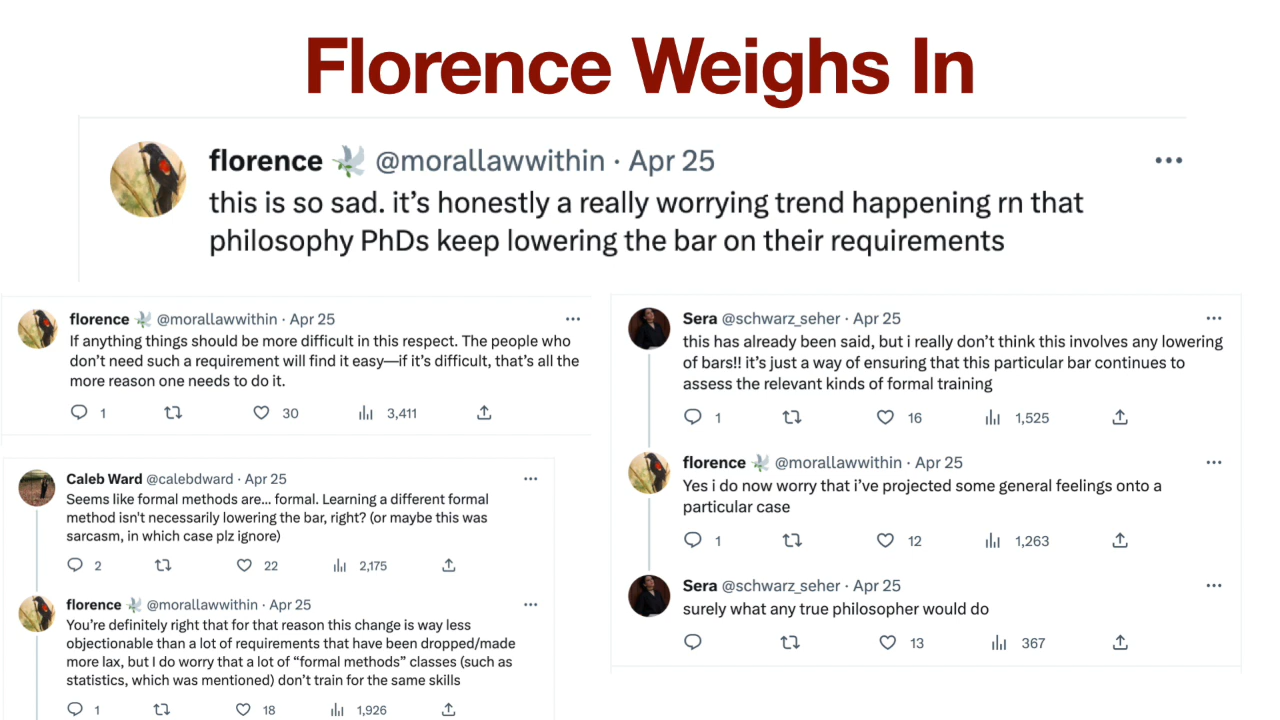 Florence Weighs In
florence 🕊 @morallawwithin · Apr 25
this is so sad. it’s honestly a really worrying trend happening rn that
philosophy PhDs keep lowering the bar on their requirements
florence 🕊 @morallawwithin · Apr 25
If anything things should be more difficult in this respect. The people who
don’t need such a requirement will find it easy—if it’s difficult, that’s all the
more reason one needs to do it.
1 30 3,411
Caleb Ward @calebdward · Apr 25
Seems like formal methods are... formal. Learning a different formal
method isn't necessarily lowering the bar, right? (or maybe this was
sarcasm, in which case plz ignore)
2 22 2,175
florence 🕊 @morallawwithin · Apr 25
You’re definitely right that for that reason this change is way less
objectionable than a lot of requirements that have been dropped/made
more lax, but I do worry that a lot of “formal methods” classes (such as
statistics, which was mentioned) don’t train for the same skills
1 18 1,926
Sera @schwarz_seher · Apr 25
this has already been said, but i really don’t think this involves any lowering
of bars!! it’s just a way of ensuring that this particular bar continues to
assess the relevant kinds of formal training
1 16 1,525
florence 🕊 @morallawwithin · Apr 25
Yes i do now worry that i’ve projected some general feelings onto a
particular case
1 12 1,263
Sera @schwarz_seher · Apr 25
surely what any true philosopher would do
13 367